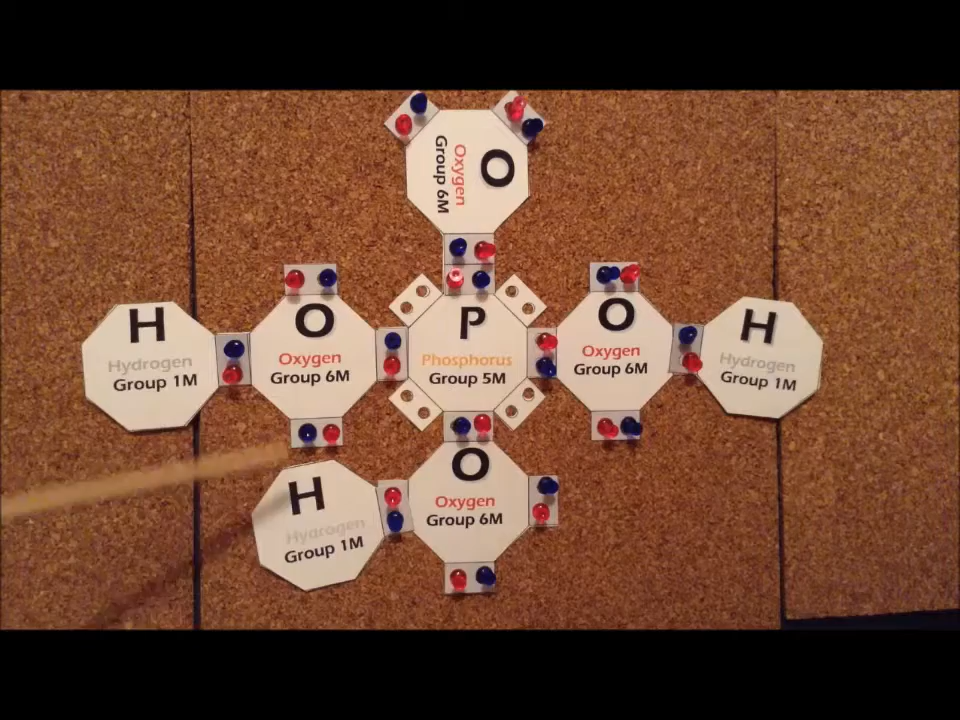 O
Oxygen
Group 6M
H
Hydrogen
Group 1M
O
Oxygen
Group 6M
P
Phosphorus
Group 5M
O
Oxygen
Group 6M
H
Hydrogen
Group 1M
H
Hydrogen
Group 1M
O
Oxygen
Group 6M